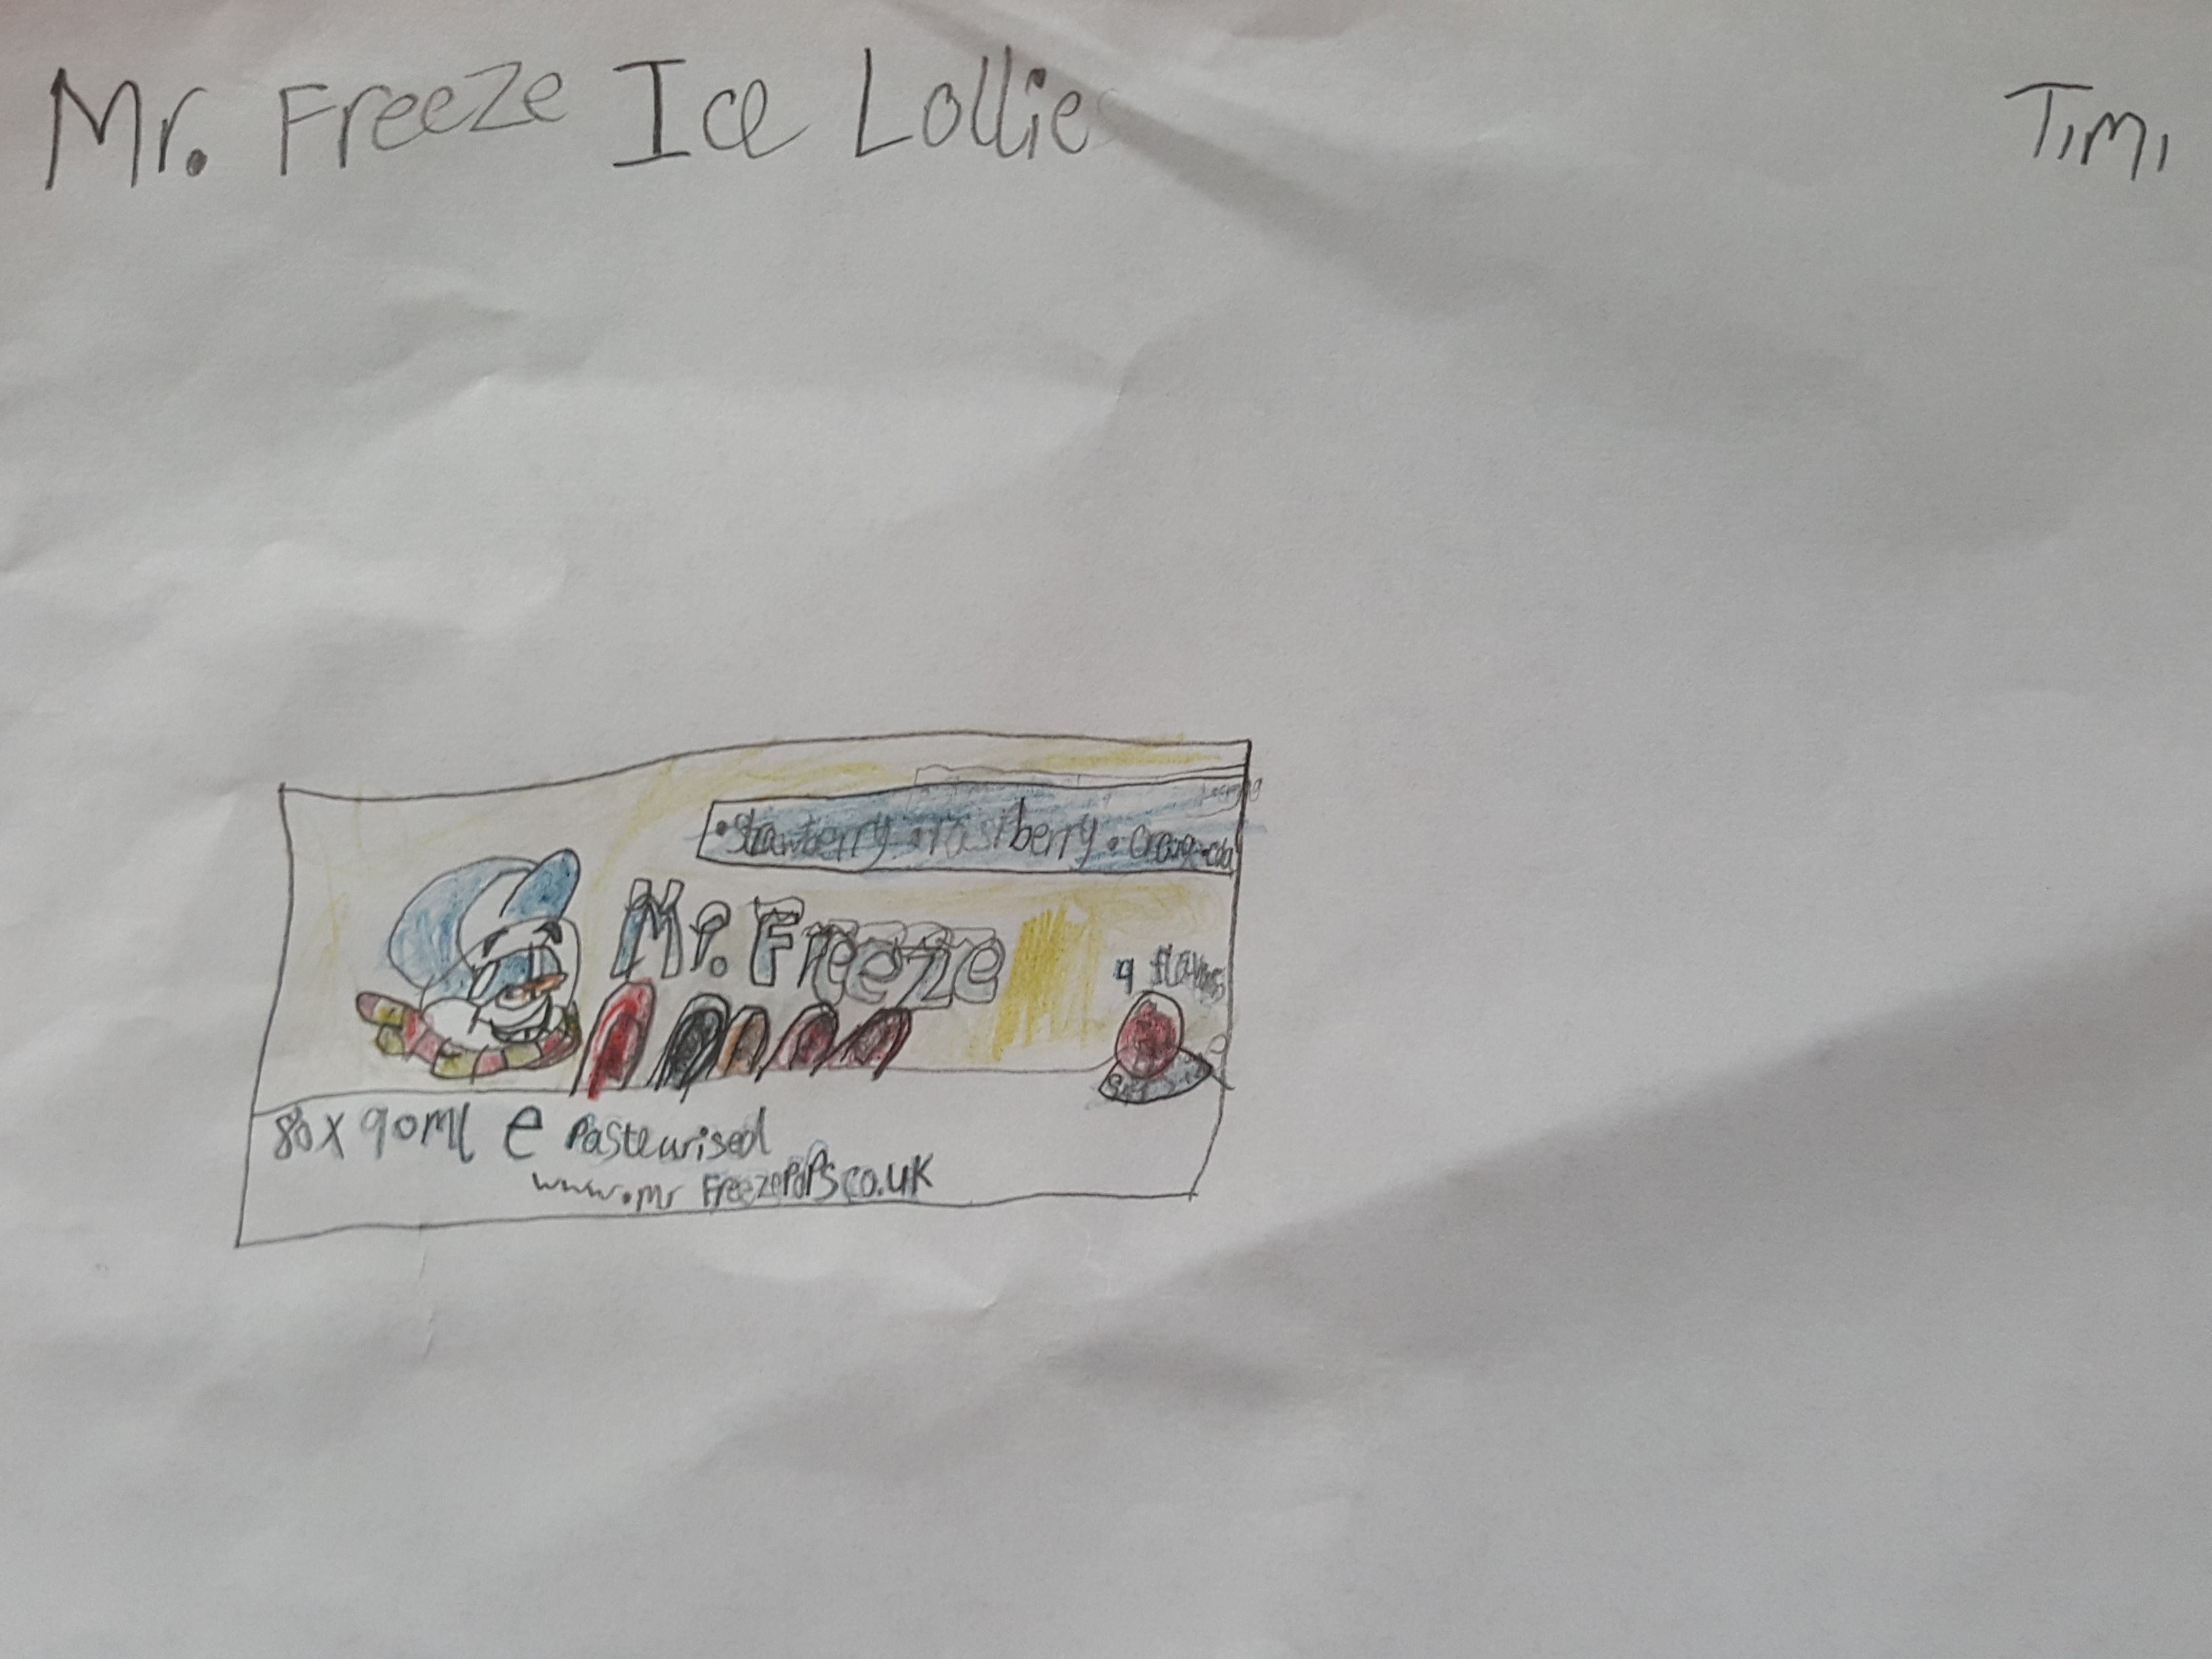 Mr. Freeze Ice Lollies
Timi
• Strawberry • rastberry • orange • cola
Mr. Freeze
4 flavours
80 x 90ml e Pasteurised
www.mr Freezepops.co.uk